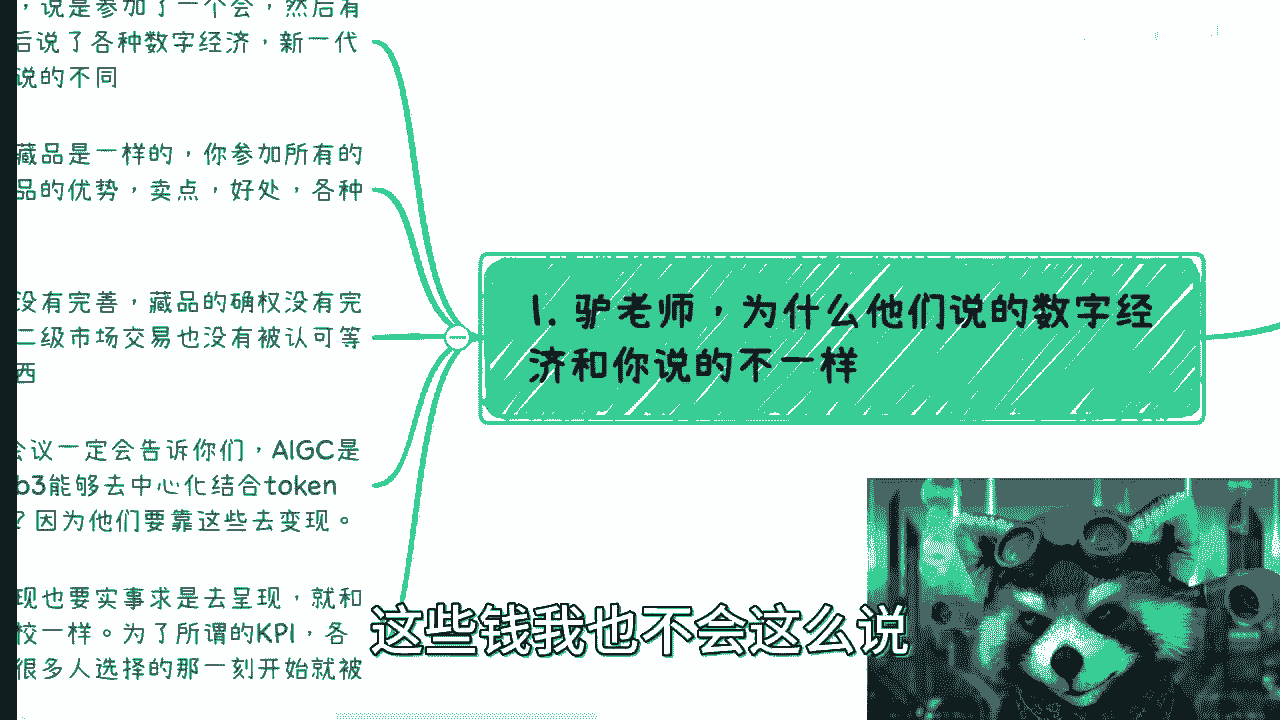 ，说是参加了一个会，然后有
后说了各种数字经济，新一代
说的不同
藏品是一样的，你参加所有的
品的优势，卖点，好处，各种
没有完善，藏品的确权没有完
二级市场交易也没有被认可等
西
会议一定会告诉你们，AIGC是
b3能够去中心化结合token
？因为他们要靠这些去变现。
现也要实事求是去呈现，就和
校一样。为了所谓的KPI，各
很多人选择的那一刻开始就被
1. 驴老师，为什么他们说的数字经
济和你说的不一样
这些钱我也不会这么说